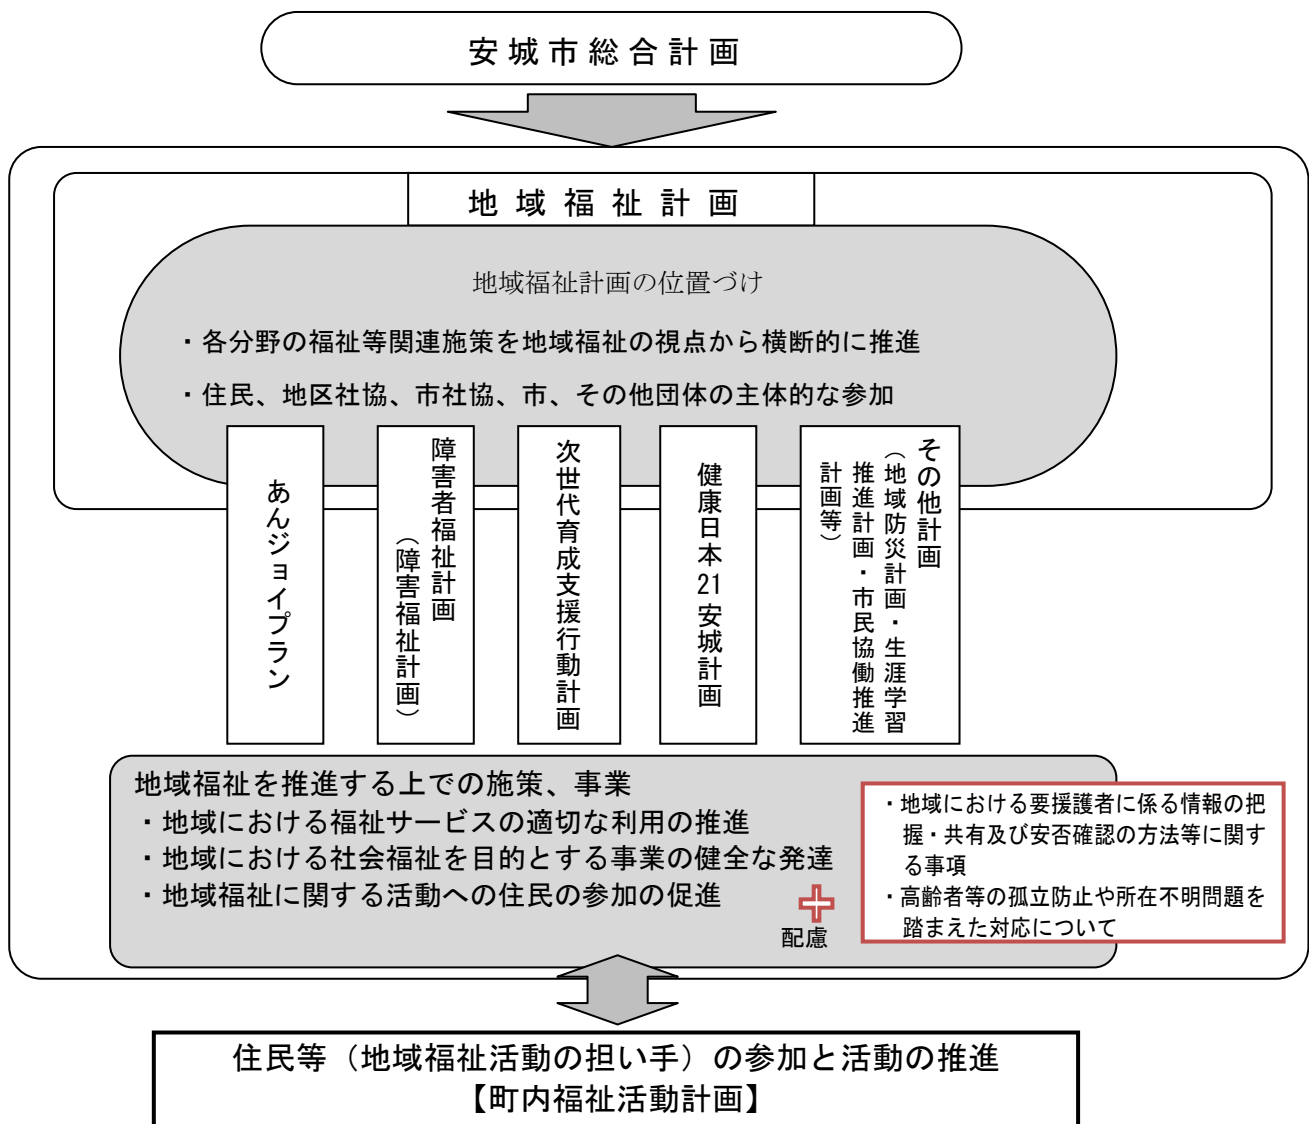 安城市総合計画
地域福祉計画
地域福祉計画の位置づけ
・各分野の福祉等関連施策を地域福祉の視点から横断的に推進
・住民、地区社協、市社協、市、その他団体の主体的な参加
あんジョイプラン
障害者福祉計画
（障害福祉計画）
次世代育成支援行動計画
健康日本21安城計画
その他計画
（地域防災計画・生涯学習
推進計画・市民協働推進
計画等）
地域福祉を推進する上での施策、事業
・地域における福祉サービスの適切な利用の推進
・地域における社会福祉を目的とする事業の健全な発達
・地域福祉に関する活動への住民の参加の促進
配慮
・地域における要援護者に係る情報の把
握・共有及び安否確認の方法等に関す
る事項
・高齢者等の孤立防止や所在不明問題を
踏まえた対応について
住民等（地域福祉活動の担い手）の参加と活動の推進
【町内福祉活動計画】